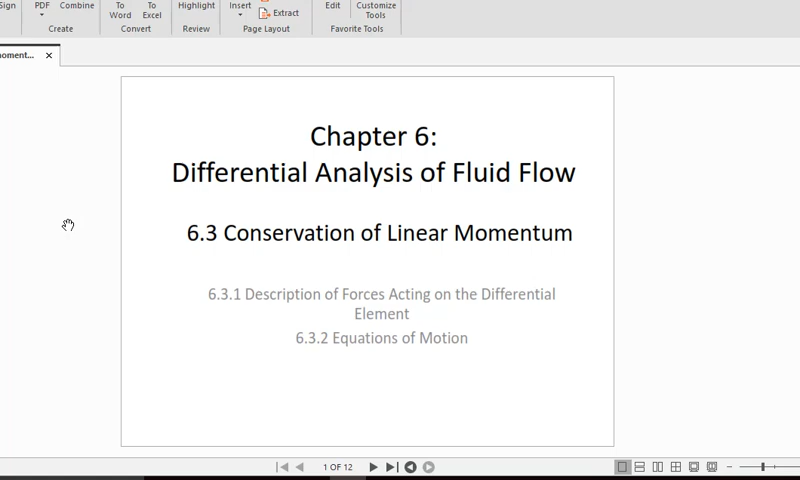 Sign
PDF
Combine
To Word
To Excel
Highlight
Insert
Extract
Edit
Customize Tools
Create
Convert
Review
Page Layout
Favorite Tools
moment...
Chapter 6:
Differential Analysis of Fluid Flow
6.3 Conservation of Linear Momentum
6.3.1 Description of Forces Acting on the Differential
Element
6.3.2 Equations of Motion
1 OF 12